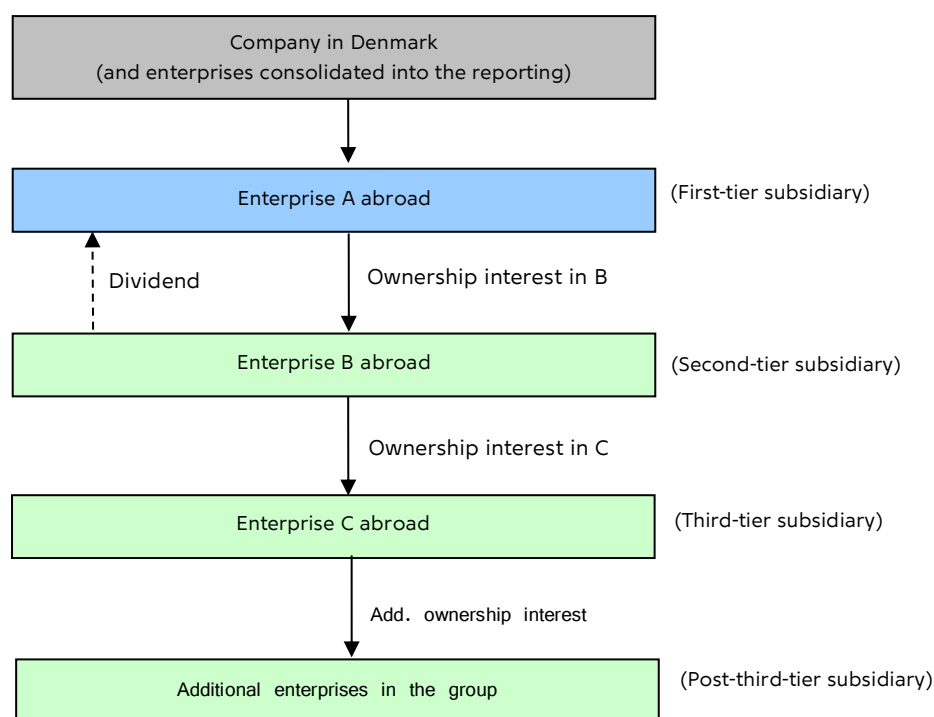 Company in Denmark
(and enterprises consolidated into the reporting)
Enterprise A abroad
(First-tier subsidiary)
Dividend
Ownership interest in B
Enterprise B abroad
(Second-tier subsidiary)
Ownership interest in C
Enterprise C abroad
(Third-tier subsidiary)
Add. ownership interest
Additional enterprises in the group
(Post-third-tier subsidiary)